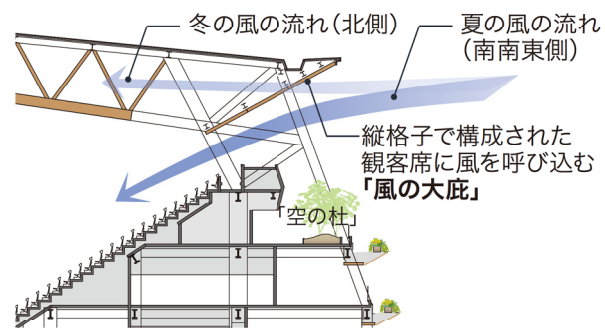 冬の風の流れ（北側）
夏の風の流れ
（南南東側）
縦格子で構成された
観客席に風を呼び込む
「風の大庇」
「空の杜」